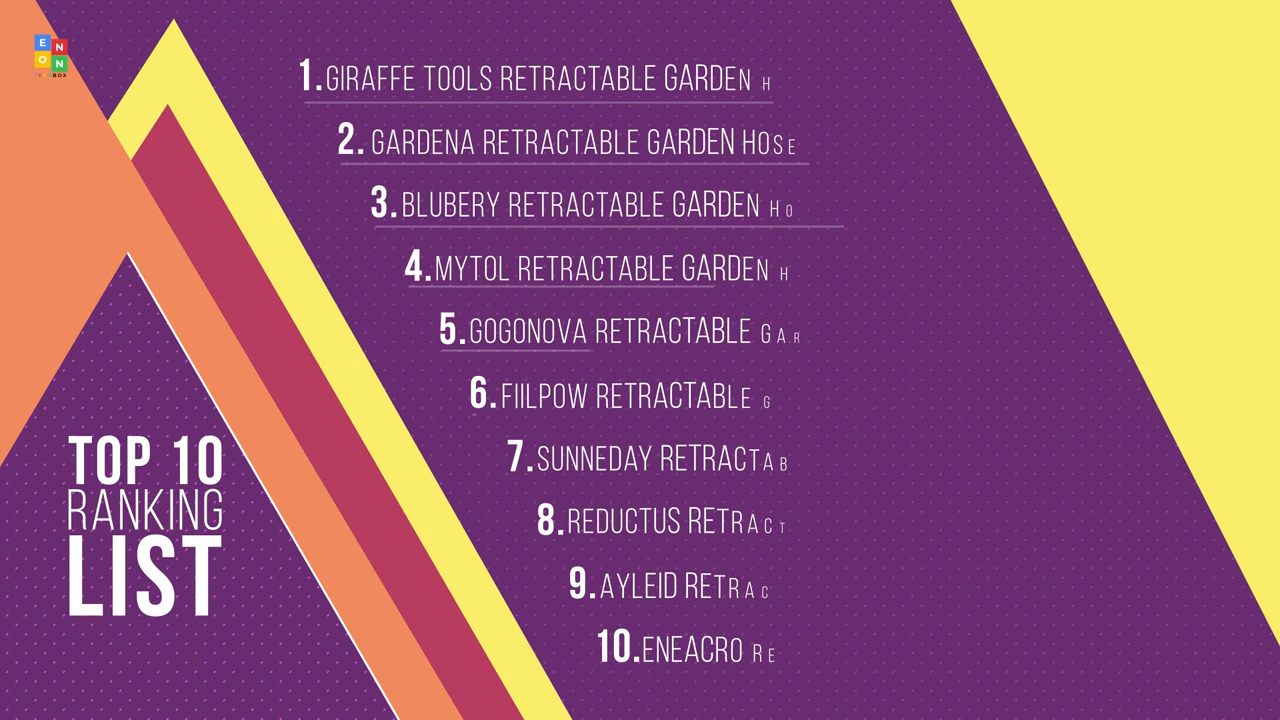 E N
O N
1. GIRAFFE TOOLS RETRACTABLE GARDEN H
2. GARDENA RETRACTABLE GARDEN HOSE
3. BLUBERY RETRACTABLE GARDEN HO
4. MYTOL RETRACTABLE GARDEN H
5. GOGONOVA RETRACTABLE GAR
6. FIILPOW RETRACTABLE G
7. SUNNEDAY RETRACTAB
8. REDUCTUS RETRACT
9. AYLEID RETRAC
10. ENEACRO RE
TOP 10
RANKING
LIST